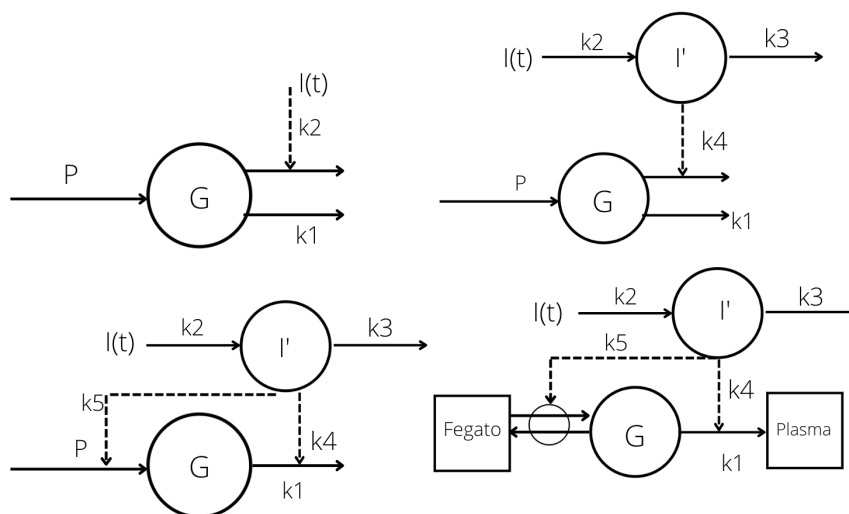 I(t)
k2
P
G
k1
I(t)
k2
I'
k3
k4
P
G
k1
I(t)
k2
I'
k3
k5
P
G
k4
k1
I(t)
k2
I'
k3
k5
k4
Fegato
G
Plasma
k1